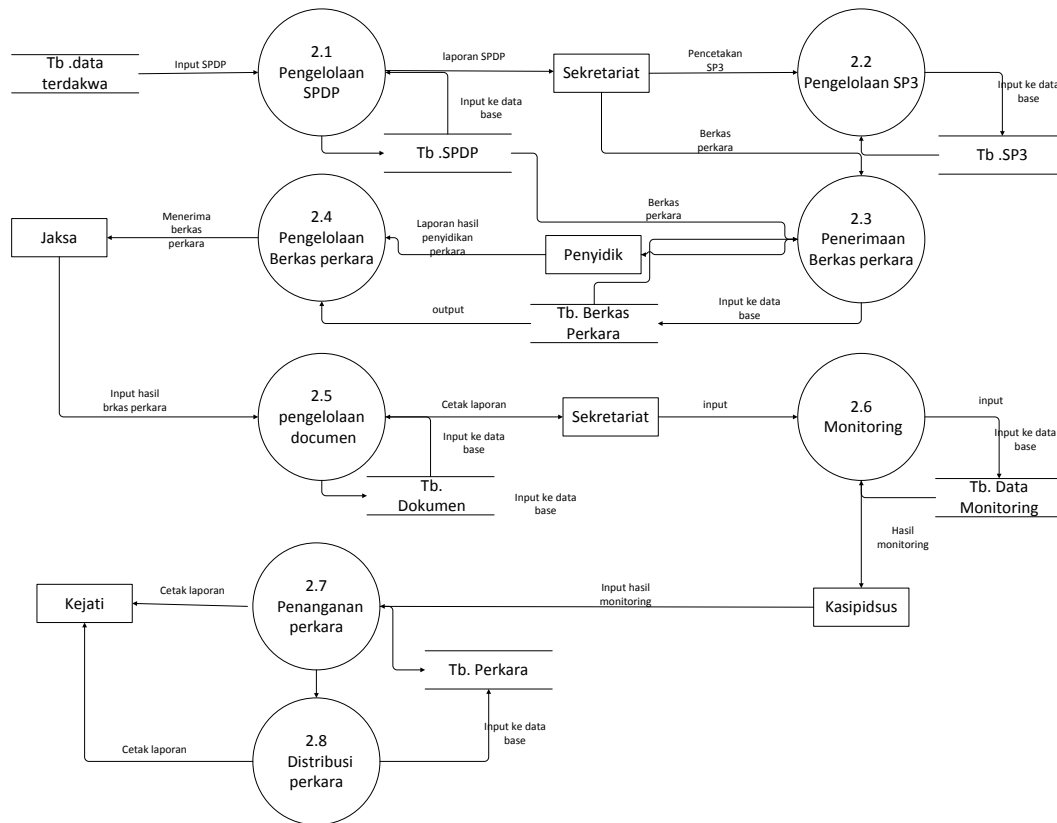 Tb .data
terdakwa
Input SPDP
2.1
Pengelolaan
SPDP
laporan SPDP
Sekretariat
Pencetakan
SP3
2.2
Pengelolaan SP3
Input ke data
base
Input ke data
base
Tb .SPDP
Berkas
perkara
Tb .SP3
Jaksa
Menerima
berkas
perkara
2.4
Pengelolaan
Berkas perkara
Laporan hasil
penyidikan
perkara
Penyidik
Berkas
perkara
2.3
Penerimaan
Berkas perkara
output
Tb. Berkas
Perkara
Input ke data
base
Input hasil
brkas perkara
2.5
pengelolaan
documen
Cetak laporan
Sekretariat
input
2.6
Monitoring
input
Input ke data
base
Input ke data
base
Tb.
Dokumen
Input ke data
base
Tb. Data
Monitoring
Hasil
monitoring
Kejati
Cetak laporan
2.7
Penanganan
perkara
Input hasil
monitoring
Kasipidsus
Tb. Perkara
Input ke data
base
Cetak laporan
2.8
Distribusi
perkara